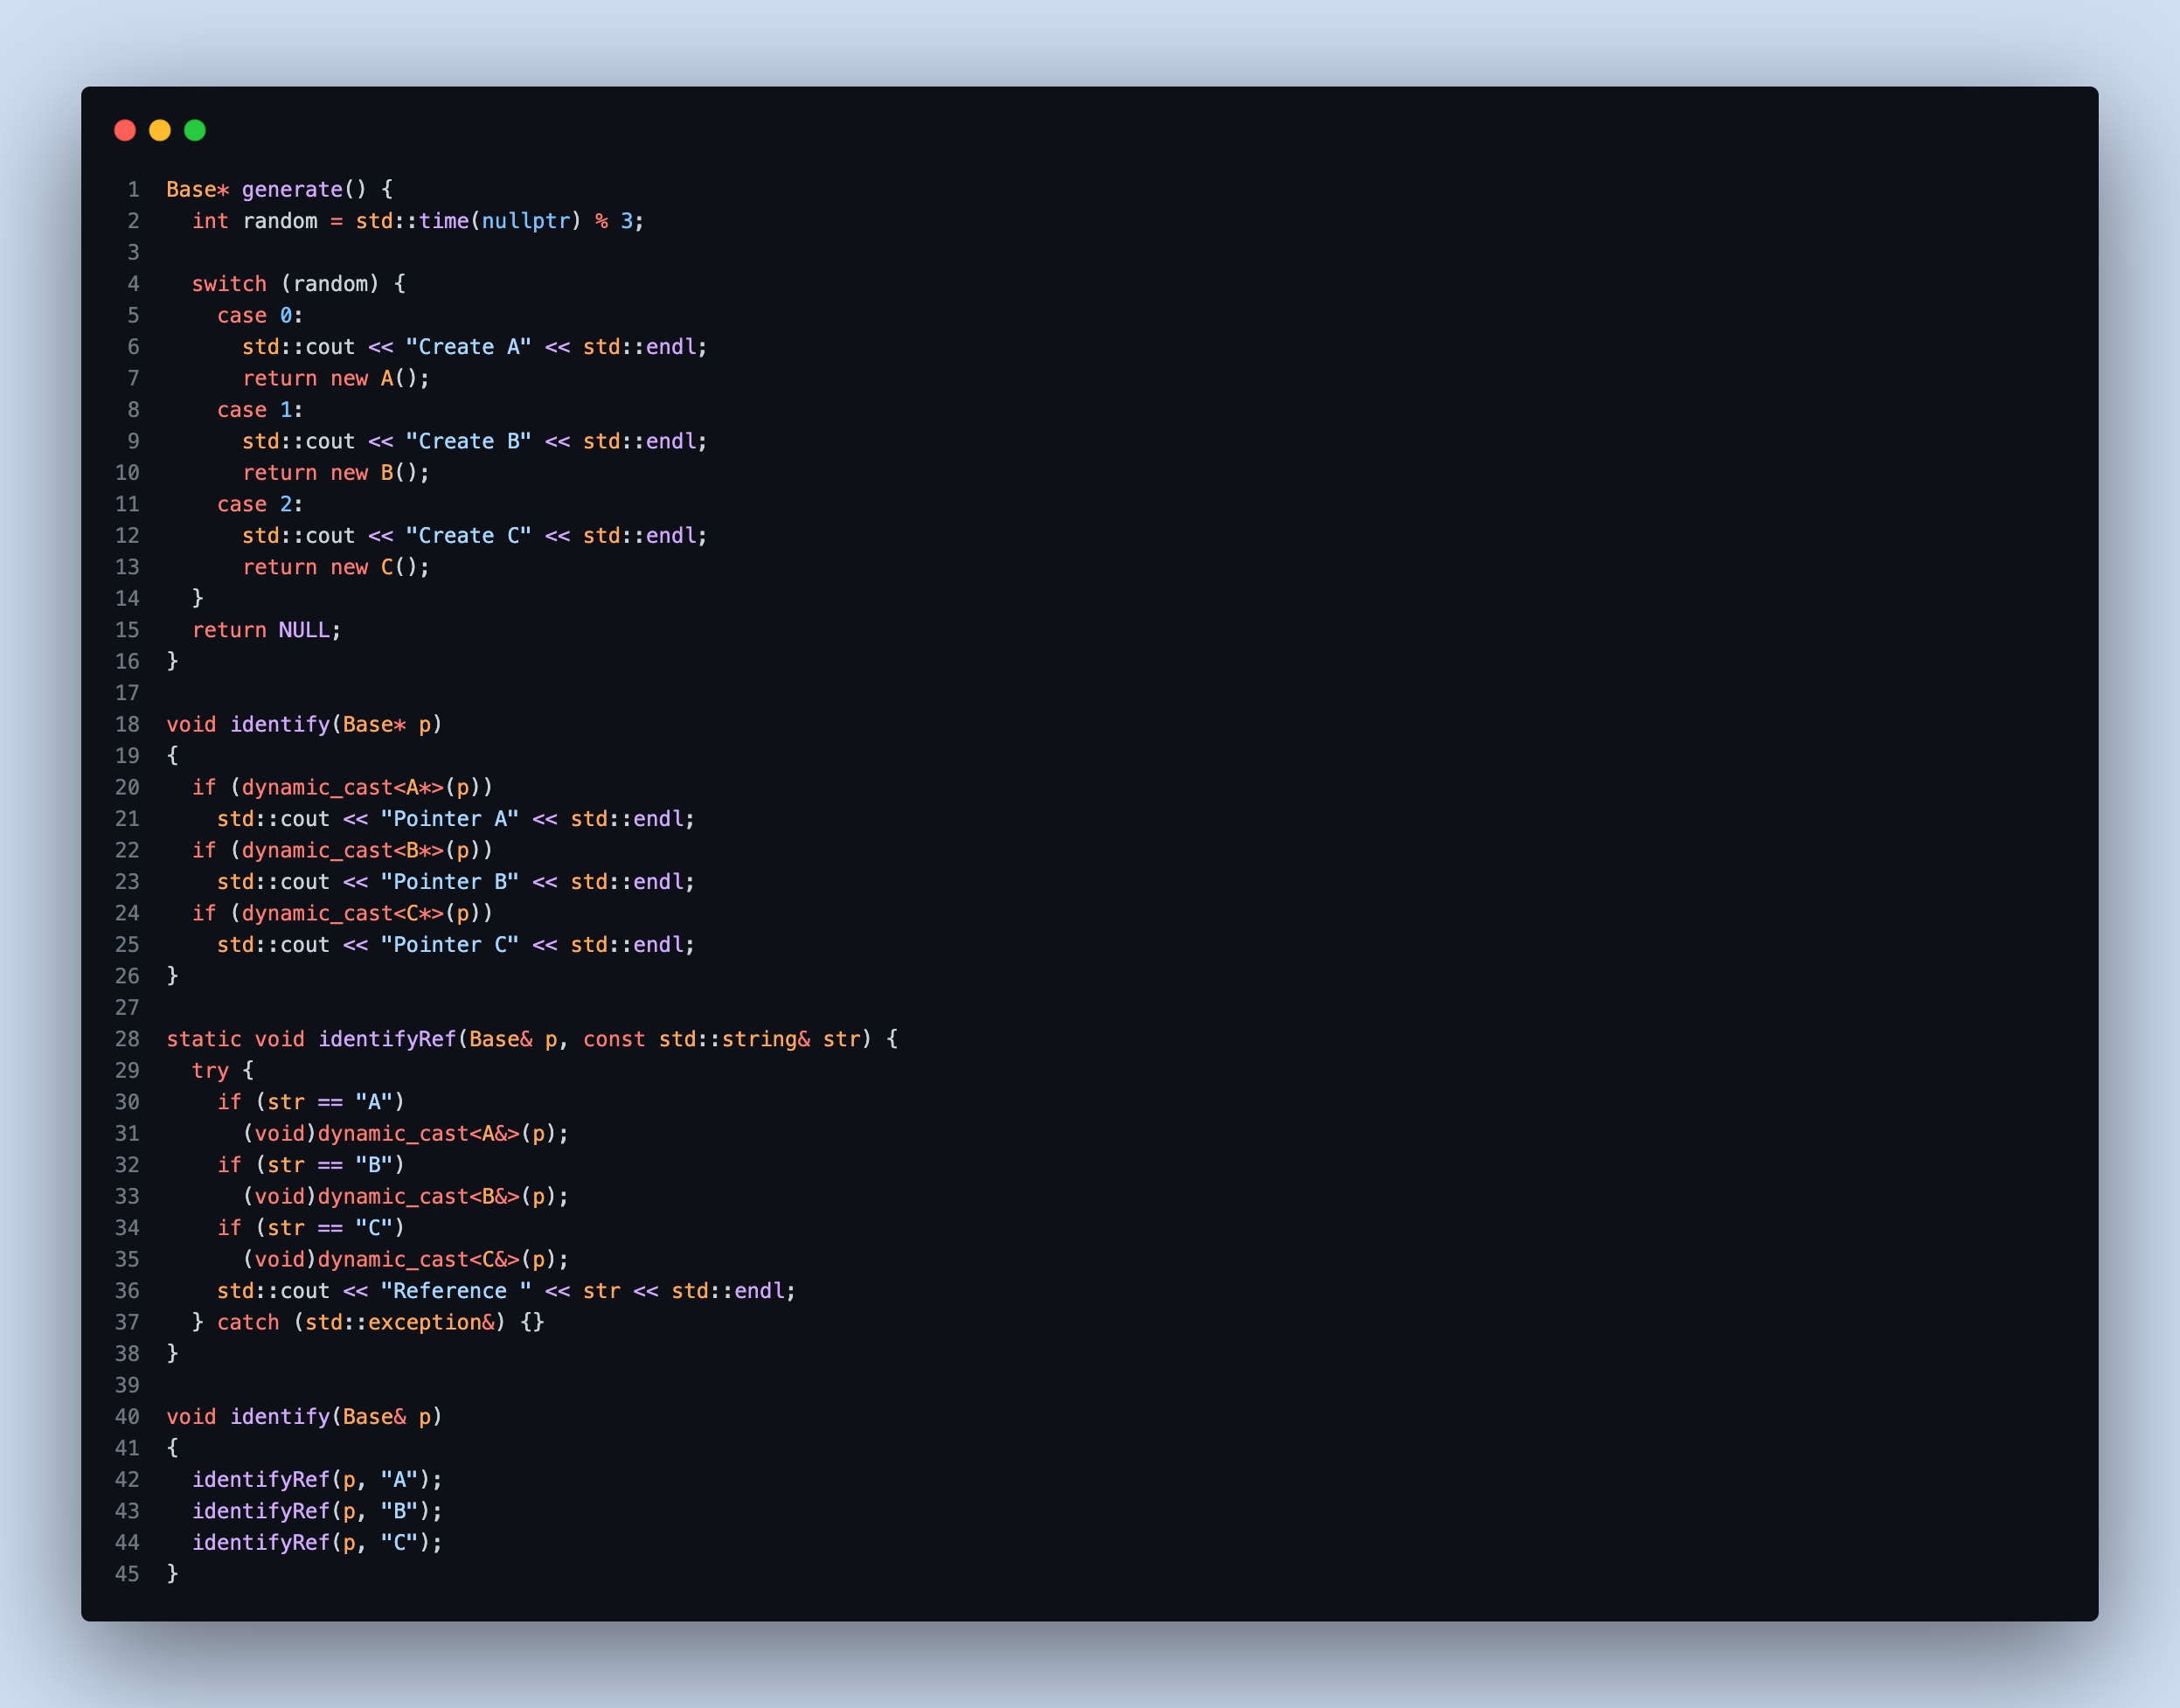 1 Base* generate() {
2   int random = std::time(nullptr) % 3;
3
4   switch (random) {
5     case 0:
6       std::cout << "Create A" << std::endl;
7       return new A();
8     case 1:
9       std::cout << "Create B" << std::endl;
10       return new B();
11     case 2:
12       std::cout << "Create C" << std::endl;
13       return new C();
14   }
15   return NULL;
16 }
17
18 void identify(Base* p)
19 {
20   if (dynamic_cast<A*>(p))
21     std::cout << "Pointer A" << std::endl;
22   if (dynamic_cast<B*>(p))
23     std::cout << "Pointer B" << std::endl;
24   if (dynamic_cast<C*>(p))
25     std::cout << "Pointer C" << std::endl;
26 }
27
28 static void identifyRef(Base& p, const std::string& str) {
29   try {
30     if (str == "A")
31       (void)dynamic_cast<A&>(p);
32     if (str == "B")
33       (void)dynamic_cast<B&>(p);
34     if (str == "C")
35       (void)dynamic_cast<C&>(p);
36     std::cout << "Reference " << str << std::endl;
37   } catch (std::exception&) {}
38 }
39
40 void identify(Base& p)
41 {
42   identifyRef(p, "A");
43   identifyRef(p, "B");
44   identifyRef(p, "C");
45 }